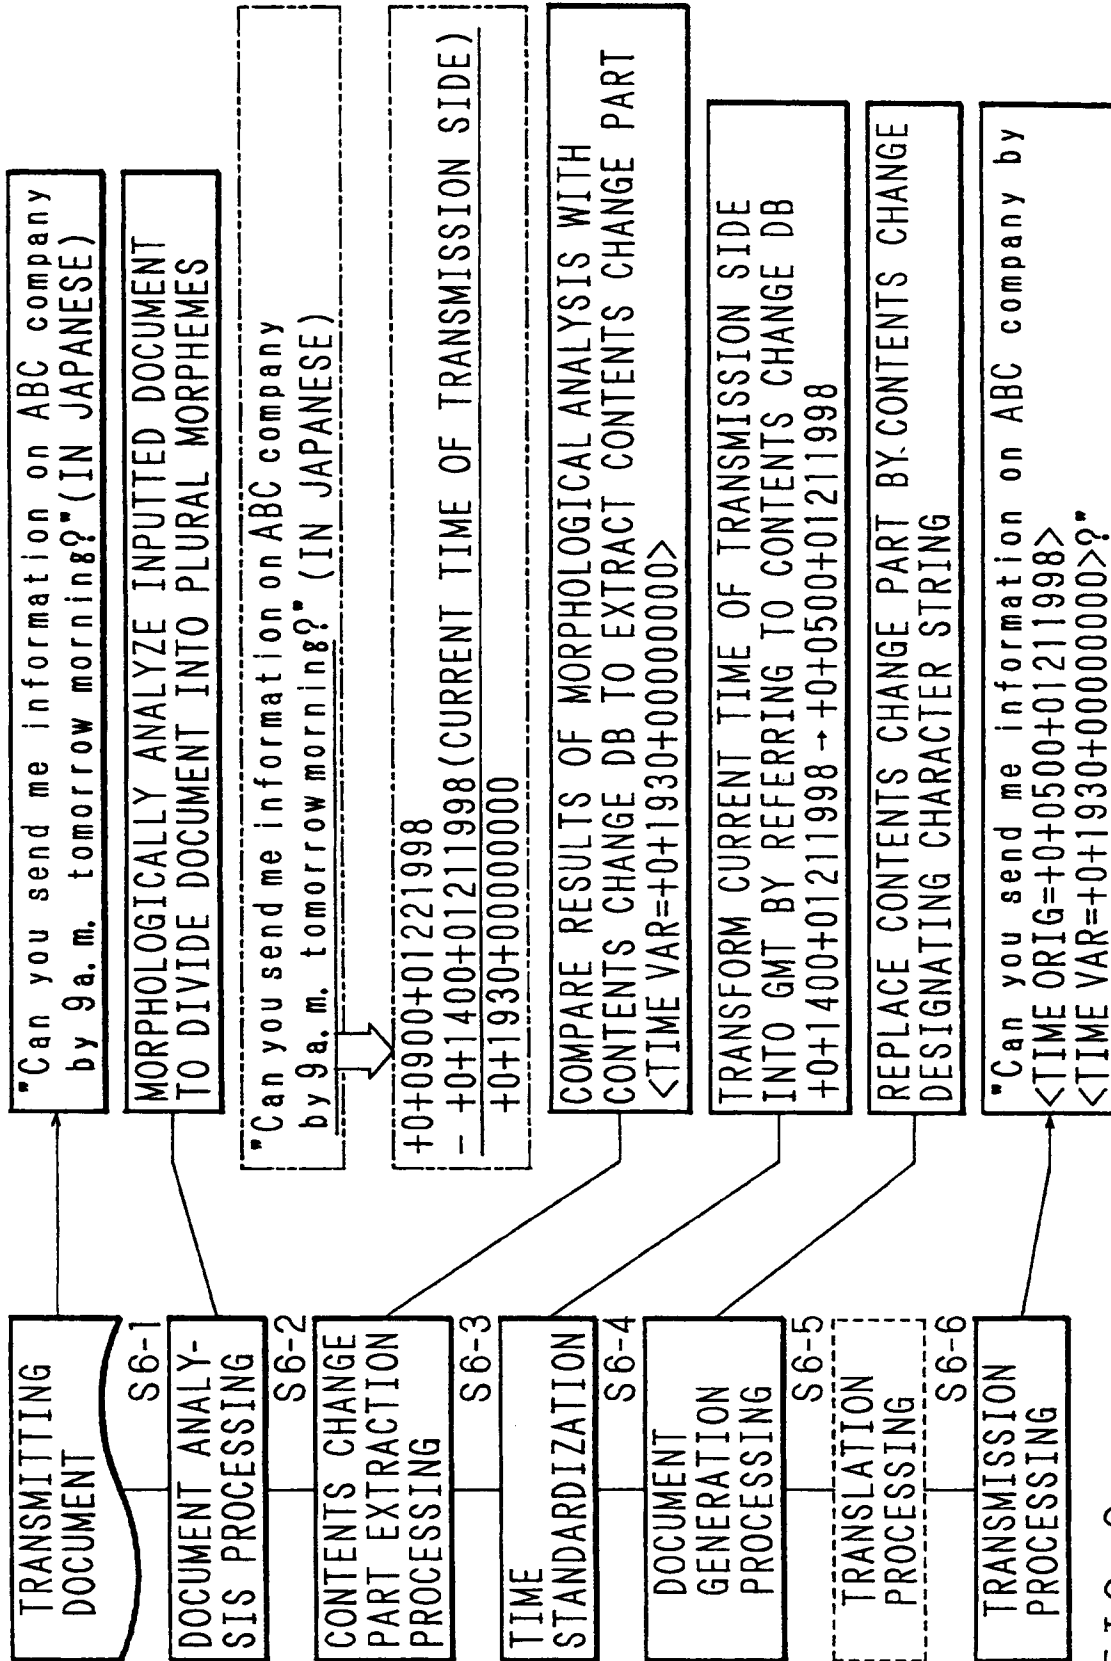 TRANSMITTING
DOCUMENT
"Can you send me information on ABC company
by 9a.m. tomorrow morning?"(IN JAPANESE)
S6-1
DOCUMENT ANALY-
SIS PROCESSING
MORPHOLOGICALLY ANALYZE INPUTTED DOCUMENT
TO DIVIDE DOCUMENT INTO PLURAL MORPHEMES
"Can you send me information on ABC company
by 9a.m. tomorrow morning?" (IN JAPANESE)
+0+0900+01221998
- +0+1400+01211998(CURRENT TIME OF TRANSMISSION SIDE)
+0+1930+00000000
S6-2
CONTENTS CHANGE
PART EXTRACTION
PROCESSING
COMPARE RESULTS OF MORPHOLOGICAL ANALYSIS WITH
CONTENTS CHANGE DB TO EXTRACT CONTENTS CHANGE PART
<TIME VAR=+0+1930+00000000>
S6-3
TIME
STANDARDIZATION
TRANSFORM CURRENT TIME OF TRANSMISSION SIDE
INTO GMT BY REFERRING TO CONTENTS CHANGE DB
+0+1400+01211998→+0+0500+01211998
S6-4
DOCUMENT
GENERATION
PROCESSING
REPLACE CONTENTS CHANGE PART BY CONTENTS CHANGE
DESIGNATING CHARACTER STRING
S6-5
TRANSLATION
PROCESSING
S6-6
TRANSMISSION
PROCESSING
"Can you send me information on ABC company by
<TIME ORIG=+0+0500+01211998>
<TIME VAR=+0+1930+00000000>?"